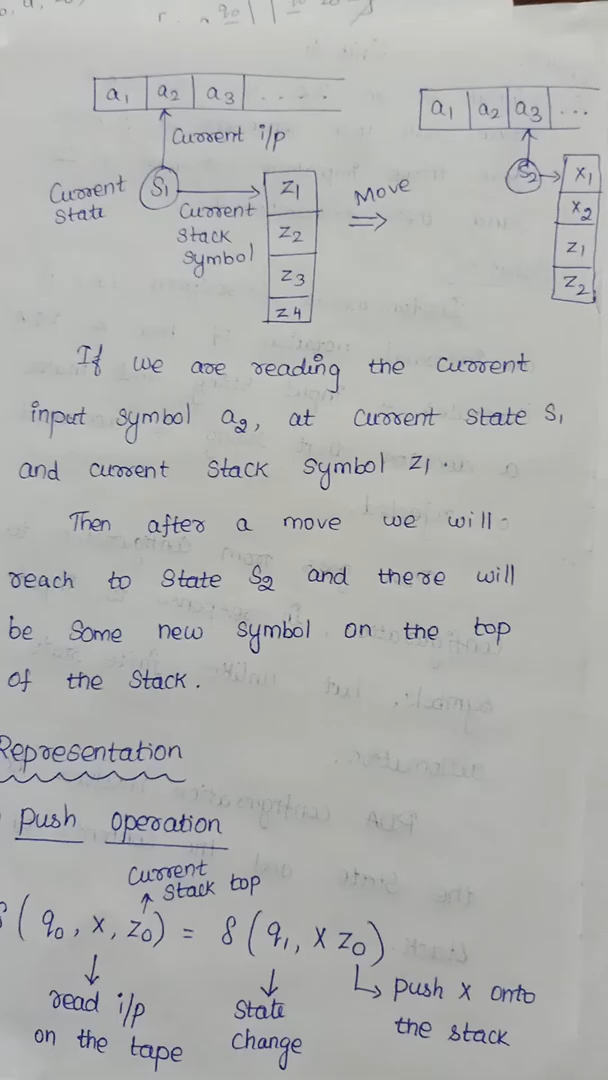 a₁ a₂ a₃ ....
a₁ a₂ a₃ ...
Current i/p
Current State
S₁
Current Stack Symbol
z₁
z₂
z₃
z₄
Move
⇒
S₂
x₁
x₂
z₁
z₂
If we are reading the current
input symbol a₂, at current state S₁
and current stack symbol z₁.
Then after a move we will
reach to state S₂ and there will
be some new symbol on the top
of the stack.
Representation
push operation
current
stack top
δ(q₀, x, z₀) = δ(q₁, x z₀)
read i/p
on the tape
State
change
push x onto
the stack